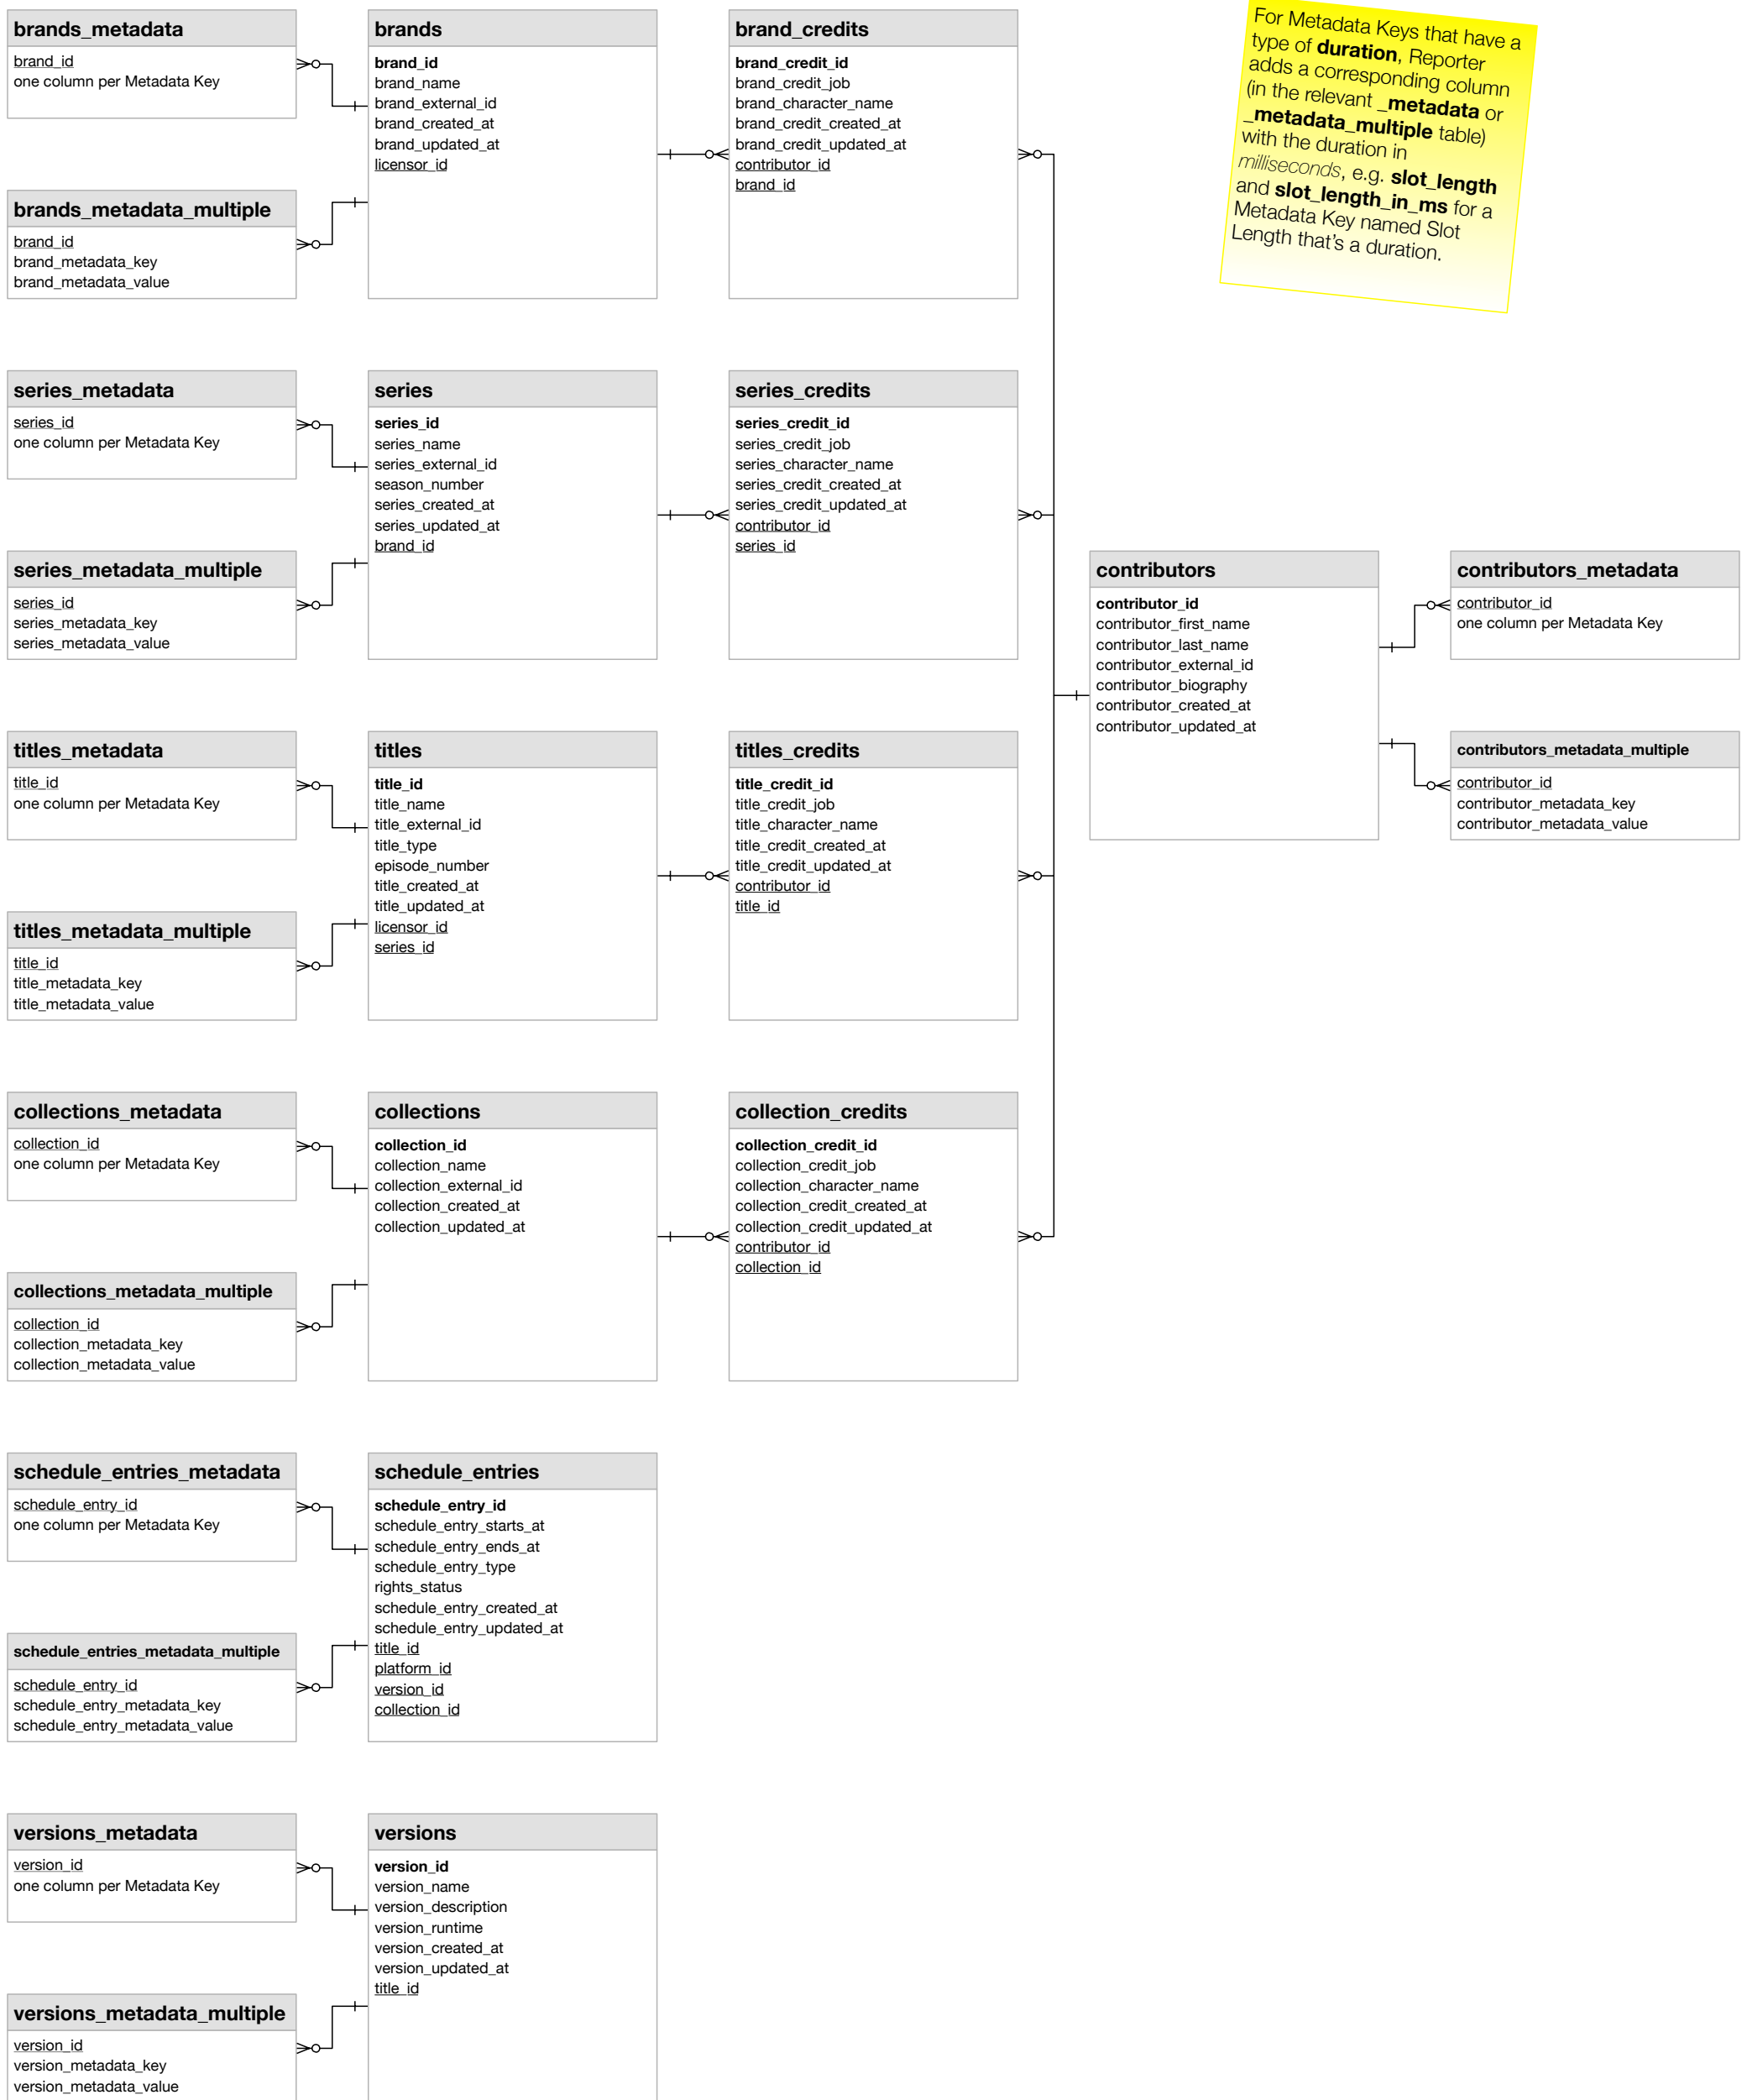 brands_metadata
brand_id
one column per Metadata Key
brands_metadata_multiple
brand_id
brand_metadata_key
brand_metadata_value
brands
brand_id
brand_name
brand_external_id
brand_created_at
brand_updated_at
licensor_id
brand_credits
brand_credit_id
brand_credit_job
brand_character_name
brand_credit_created_at
brand_credit_updated_at
contributor_id
brand_id
For Metadata Keys that have a
type of duration, Reporter
adds a corresponding column
(in the relevant _metadata or
_metadata_multiple table)
with the duration in
milliseconds, e.g. slot_length
and slot_length_in_ms for a
Metadata Key named Slot
Length that's a duration.
series_metadata
series_id
one column per Metadata Key
series_metadata_multiple
series_id
series_metadata_key
series_metadata_value
series
series_id
series_name
series_external_id
season_number
series_created_at
series_updated_at
brand_id
series_credits
series_credit_id
series_credit_job
series_character_name
series_credit_created_at
series_credit_updated_at
contributor_id
series_id
contributors
contributor_id
contributor_first_name
contributor_last_name
contributor_external_id
contributor_biography
contributor_created_at
contributor_updated_at
contributors_metadata
contributor_id
one column per Metadata Key
contributors_metadata_multiple
contributor_id
contributor_metadata_key
contributor_metadata_value
titles_metadata
title_id
one column per Metadata Key
titles_metadata_multiple
title_id
title_metadata_key
title_metadata_value
titles
title_id
title_name
title_external_id
title_type
episode_number
title_created_at
title_updated_at
licensor_id
series_id
titles_credits
title_credit_id
title_credit_job
title_character_name
title_credit_created_at
title_credit_updated_at
contributor_id
title_id
collections_metadata
collection_id
one column per Metadata Key
collections_metadata_multiple
collection_id
collection_metadata_key
collection_metadata_value
collections
collection_id
collection_name
collection_external_id
collection_created_at
collection_updated_at
collection_credits
collection_credit_id
collection_credit_job
collection_character_name
collection_credit_created_at
collection_credit_updated_at
contributor_id
collection_id
schedule_entries_metadata
schedule_entry_id
one column per Metadata Key
schedule_entries_metadata_multiple
schedule_entry_id
schedule_entry_metadata_key
schedule_entry_metadata_value
schedule_entries
schedule_entry_id
schedule_entry_starts_at
schedule_entry_ends_at
schedule_entry_type
rights_status
schedule_entry_created_at
schedule_entry_updated_at
title_id
platform_id
version_id
collection_id
versions_metadata
version_id
one column per Metadata Key
versions_metadata_multiple
version_id
version_metadata_key
version_metadata_value
versions
version_id
version_name
version_description
version_runtime
version_created_at
version_updated_at
title_id